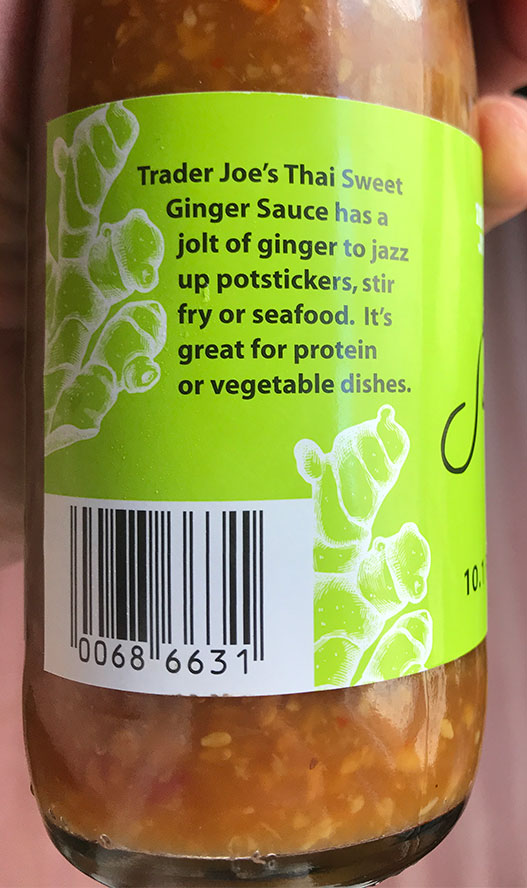 Trader Joe's Thai Sweet
Ginger Sauce has a
jolt of ginger to jazz
up potstickers, stir
fry or seafood. It's
great for protein
or vegetable dishes.
10.
0068 6631